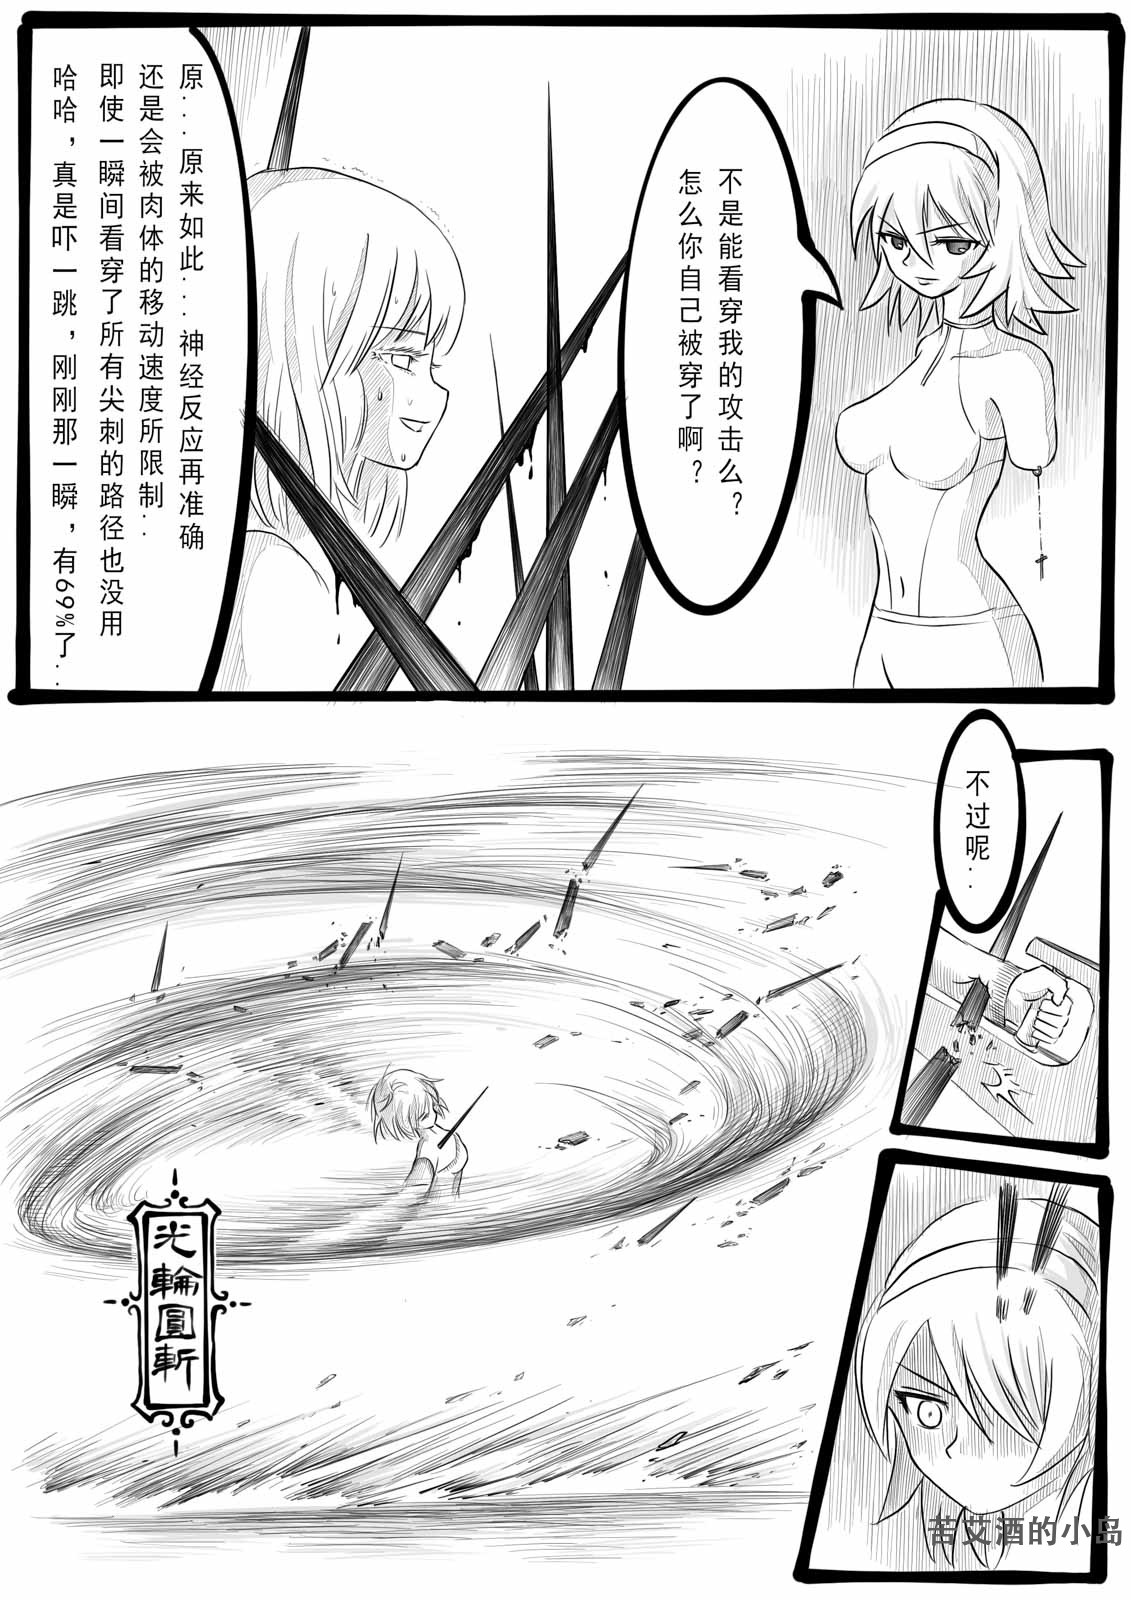 不是能看穿我的攻击么？
怎么你自己被穿了啊？
原...原来如此...神经反应再准确
还是会被肉体的移动速度所限制..
即使一瞬间看穿了所有尖刺的路径也没用
哈哈，真是吓一跳，刚刚那一瞬，有69%了...
不过呢..
光輪圓斬
苦艾酒的小岛